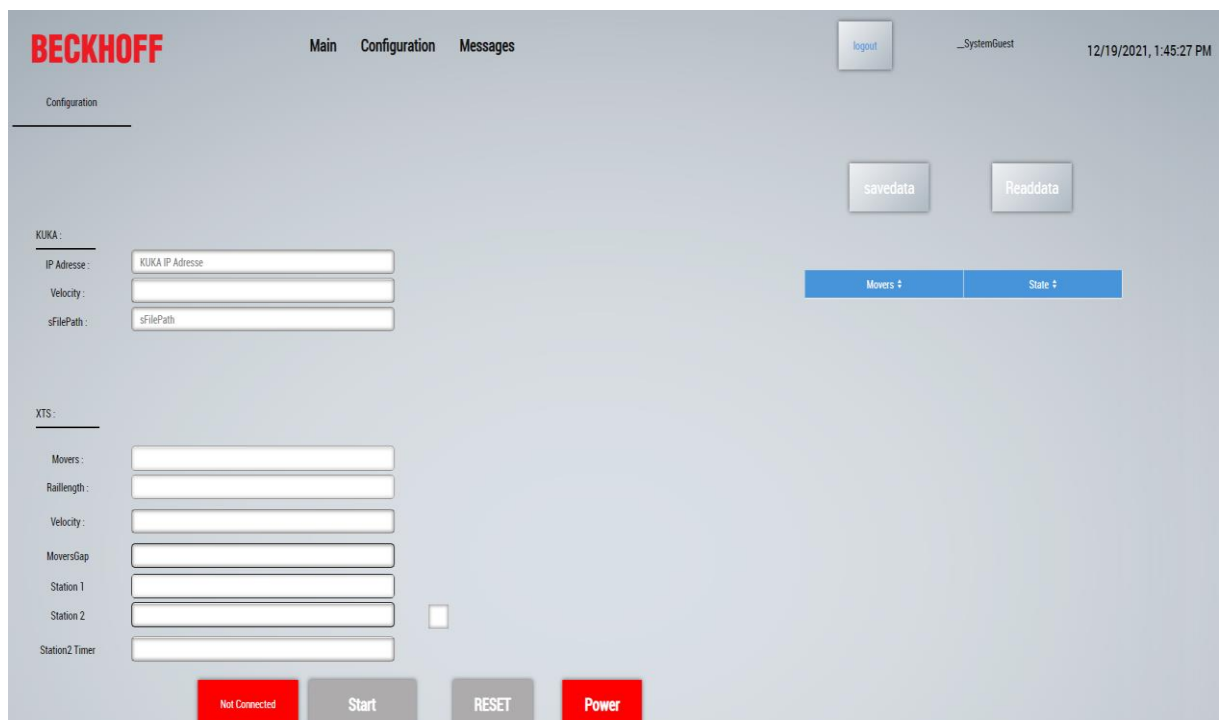 BECKHOFF
Main Configuration Messages
logout
__SystemGuest
12/19/2021, 1:45:27 PM
Configuration
savedata Readdata
KUKA :
IP Adresse : KUKA IP Adresse
Movers State
Velocity :
sFilePath : sFilePath
XTS :
Movers :
Raillength :
Velocity :
MoversGap
Station 1
Station 2
Station2 Timer
Not Connected Start RESET Power